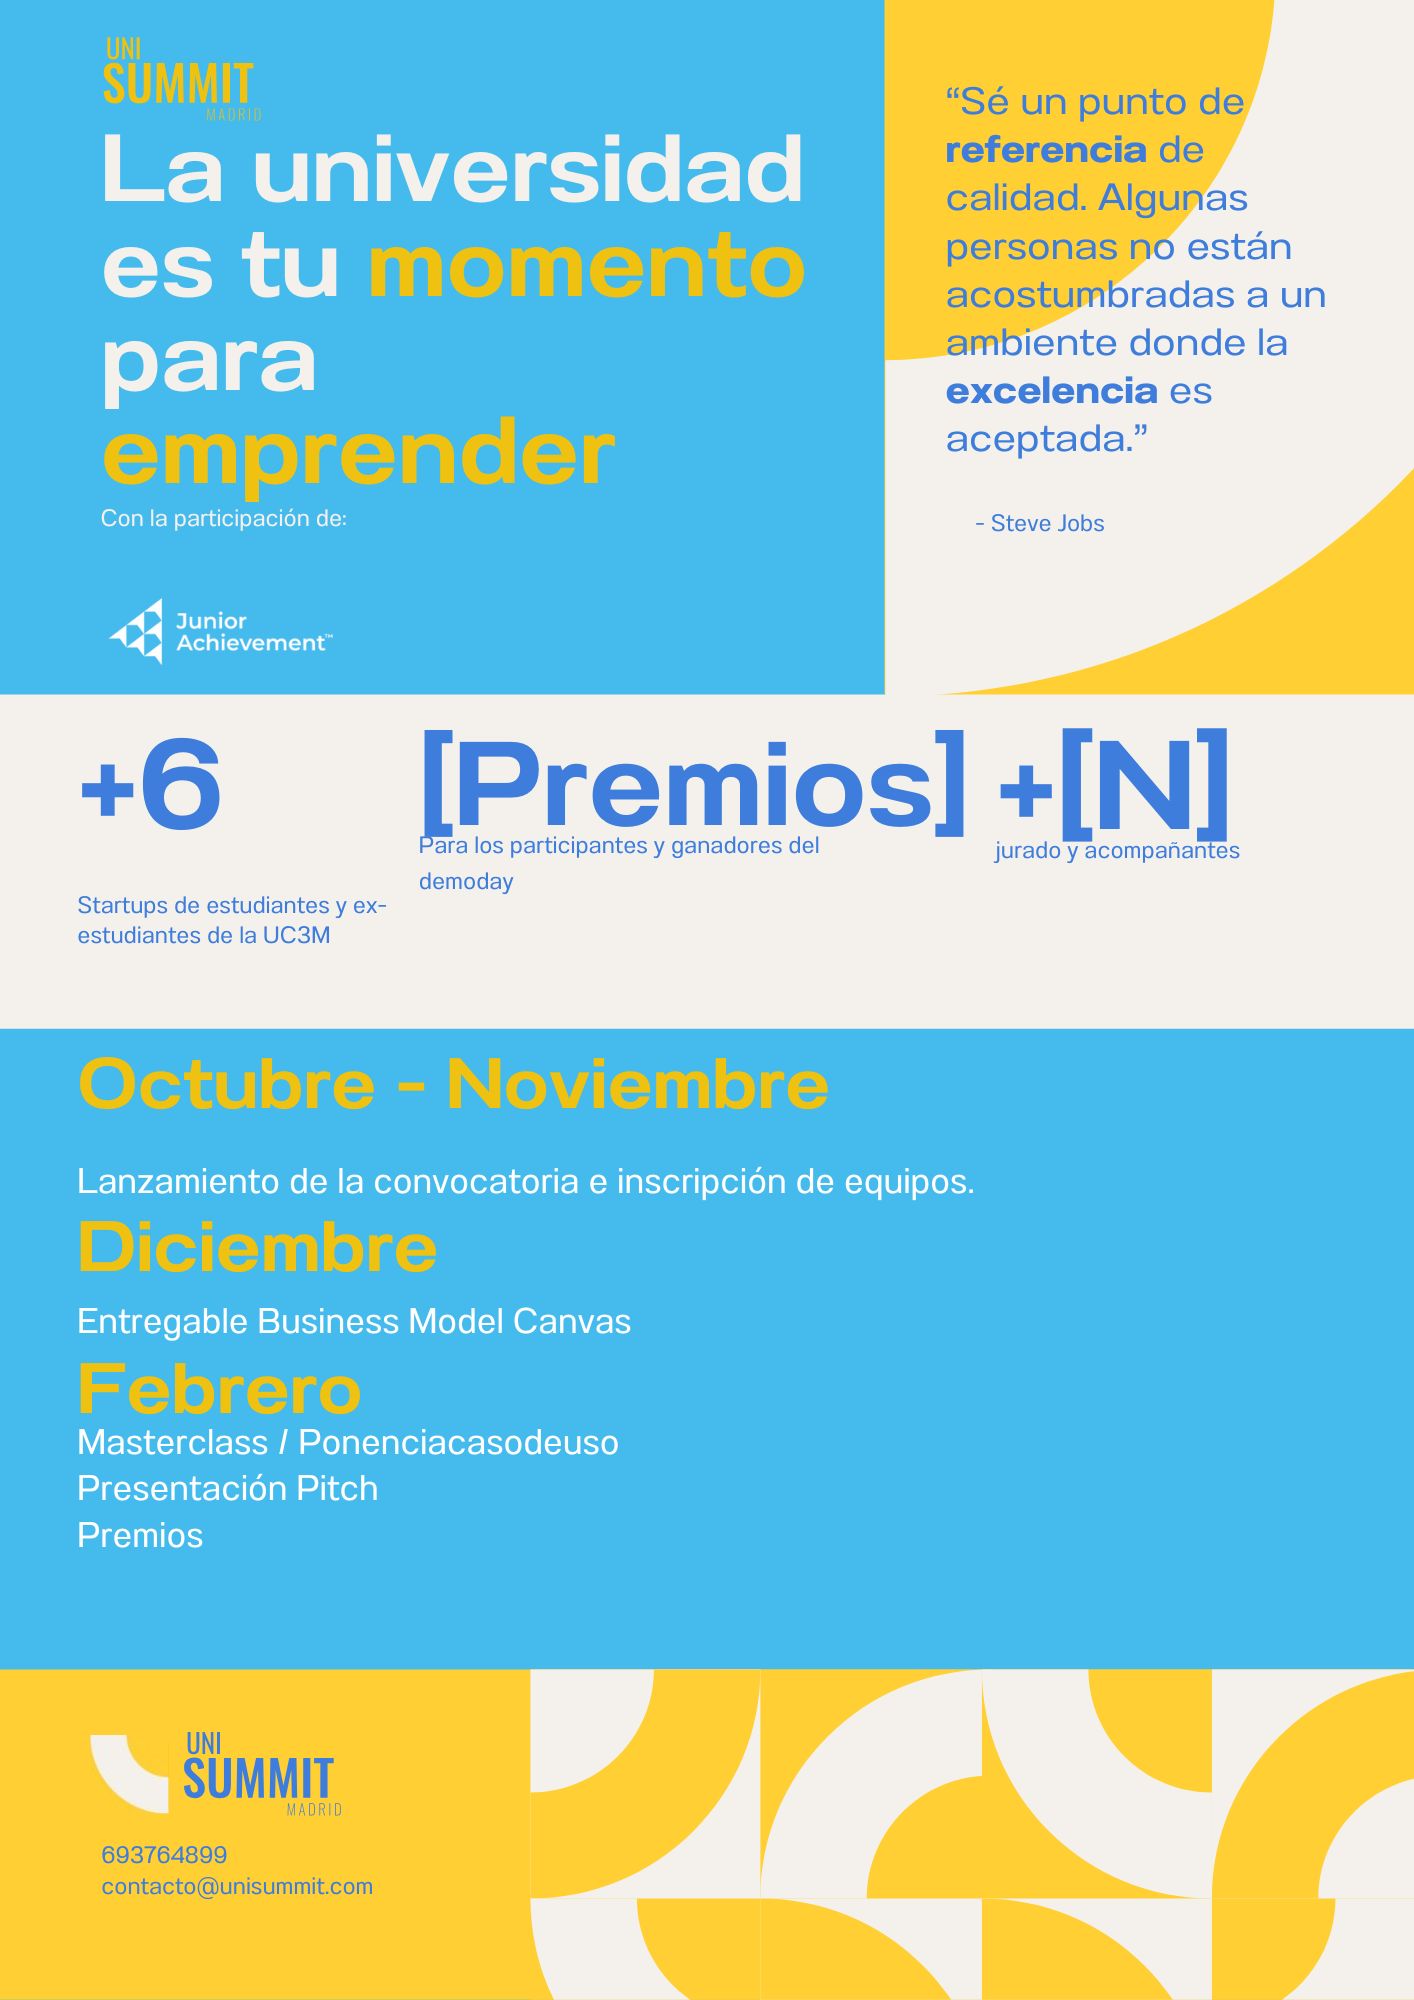 UNI
SUMMIT
MADRID
La universidad
es tu momento
para
emprender
Con la participación de:
Junior
Achievement™
“Sé un punto de
referencia de
calidad. Algunas
personas no están
acostumbradas a un
ambiente donde la
excelencia es
aceptada.”
- Steve Jobs
+6
Startups de estudiantes y ex-
estudiantes de la UC3M
[Premios]
Para los participantes y ganadores del
demoday
+[N]
jurado y acompañantes
Octubre - Noviembre
Lanzamiento de la convocatoria e inscripción de equipos.
Diciembre
Entregable Business Model Canvas
Febrero
Masterclass / Ponenciacasodeuso
Presentación Pitch
Premios
UNI
SUMMIT
MADRID
693764899
contacto@unisummit.com